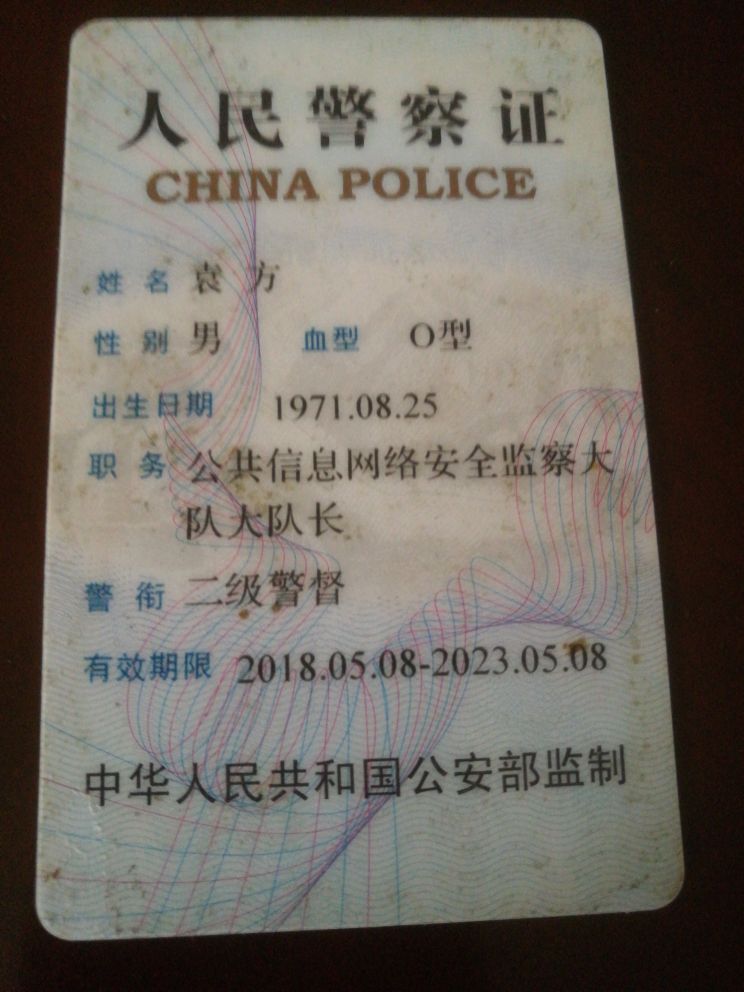 人民警察证
CHINA POLICE
姓 名 袁 方
性 别 男 血型 O型
出生日期 1971.08.25
职 务 公共信息网络安全监察大
队大队长
警 衔 二级警督
有效期限 2018.05.08-2023.05.08
中华人民共和国公安部监制